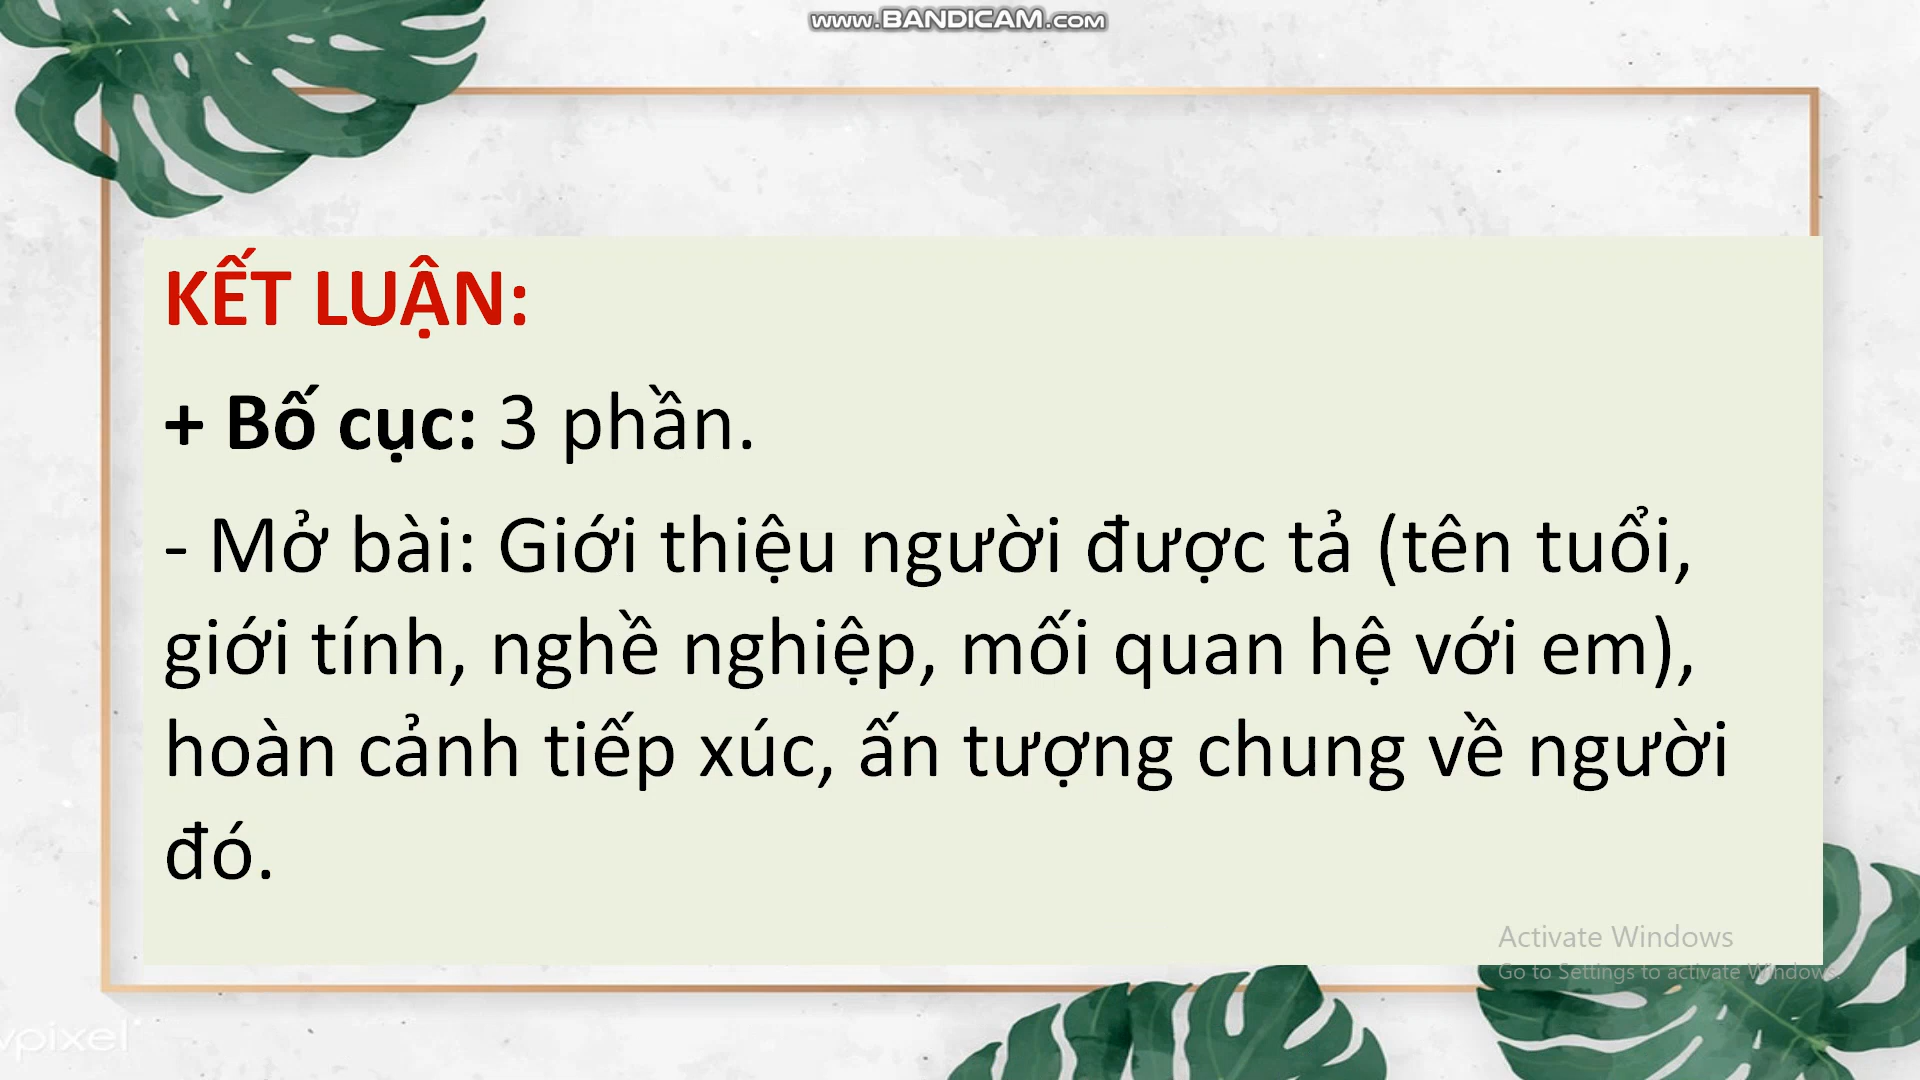 www.BANDICAM.com
KẾT LUẬN:
+ Bố cục: 3 phần.
- Mở bài: Giới thiệu người được tả (tên tuổi,
giới tính, nghề nghiệp, mối quan hệ với em),
hoàn cảnh tiếp xúc, ấn tượng chung về người
đó.
Activate Windows
Go to Settings to activate Windows.